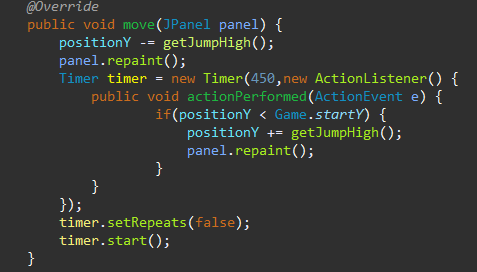 @Override
public void move(JPanel panel) {
    positionY -= getJumpHigh();
    panel.repaint();
    Timer timer = new Timer(450,new ActionListener() {
        public void actionPerformed(ActionEvent e) {
                if(positionY < Game.startY) {
                    positionY += getJumpHigh();
                    panel.repaint();
                }
        }
    });
    timer.setRepeats(false);
    timer.start();
}